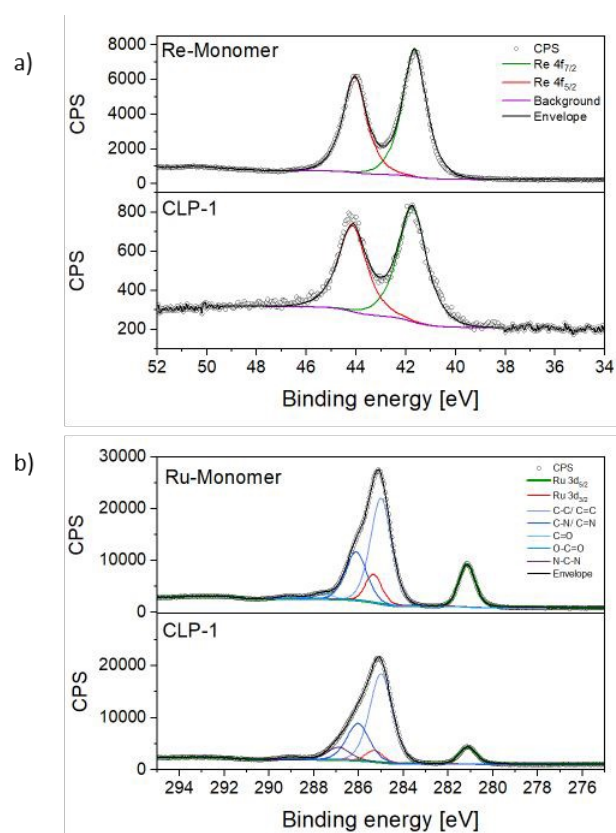 a)
Re-Monomer
CPS
Re 4f7/2
Re 4f5/2
Background
Envelope
8000
6000
4000
2000
0
CPS
CLP-1
800
600
400
200
CPS
52 50 48 46 44 42 40 38 36 34
Binding energy [eV]
b)
Ru-Monomer
CPS
Ru 3d5/2
Ru 3d3/2
C-C/ C=C
C-N/ C=N
C=O
O-C=O
N-C-N
Envelope
30000
20000
10000
0
CPS
CLP-1
20000
10000
0
CPS
294 292 290 288 286 284 282 280 278 276
Binding energy [eV]